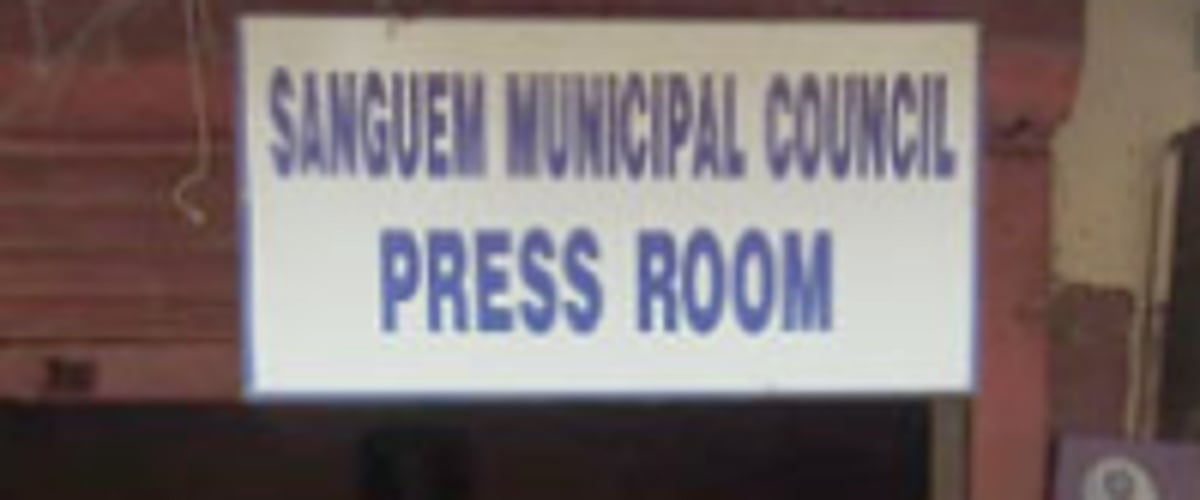 SANGUEM MUNICIPAL COUNCIL
PRESS ROOM